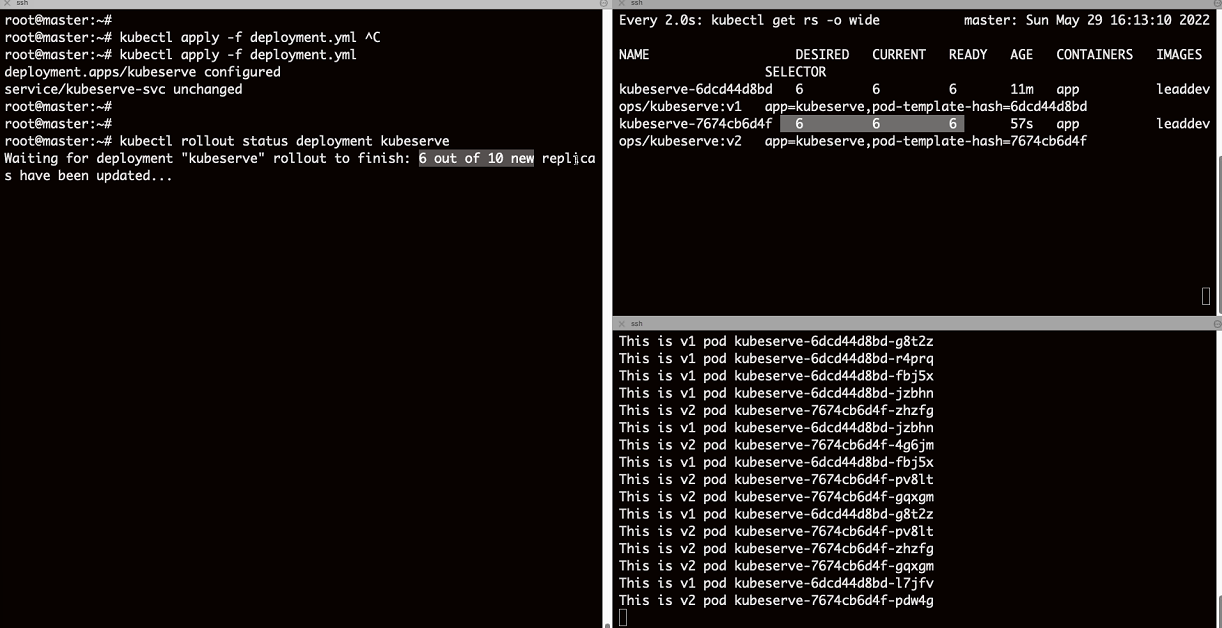 ssh
root@master:~#
root@master:~# kubectl apply -f deployment.yml ^C
root@master:~# kubectl apply -f deployment.yml
deployment.apps/kubeserve configured
service/kubeserve-svc unchanged
root@master:~#
root@master:~#
root@master:~# kubectl rollout status deployment kubeserve
Waiting for deployment "kubeserve" rollout to finish: 6 out of 10 new replica
s have been updated...
ssh
Every 2.0s: kubectl get rs -o wide master: Sun May 29 16:13:10 2022
NAME DESIRED CURRENT READY AGE CONTAINERS IMAGES
SELECTOR
kubeserve-6dcd44d8bd 6 6 6 11m app leaddev
ops/kubeserve:v1 app=kubeserve,pod-template-hash=6dcd44d8bd
kubeserve-7674cb6d4f 6 6 6 57s app leaddev
ops/kubeserve:v2 app=kubeserve,pod-template-hash=7674cb6d4f
ssh
This is v1 pod kubeserve-6dcd44d8bd-g8t2z
This is v1 pod kubeserve-6dcd44d8bd-r4prq
This is v1 pod kubeserve-6dcd44d8bd-fbj5x
This is v1 pod kubeserve-6dcd44d8bd-jzbhn
This is v2 pod kubeserve-7674cb6d4f-zhzfg
This is v1 pod kubeserve-6dcd44d8bd-jzbhn
This is v2 pod kubeserve-7674cb6d4f-4g6jm
This is v1 pod kubeserve-6dcd44d8bd-fbj5x
This is v2 pod kubeserve-7674cb6d4f-pv8lt
This is v2 pod kubeserve-7674cb6d4f-gqxgm
This is v1 pod kubeserve-6dcd44d8bd-g8t2z
This is v2 pod kubeserve-7674cb6d4f-pv8lt
This is v2 pod kubeserve-7674cb6d4f-zhzfg
This is v2 pod kubeserve-7674cb6d4f-gqxgm
This is v1 pod kubeserve-6dcd44d8bd-l7jfv
This is v2 pod kubeserve-7674cb6d4f-pdw4g